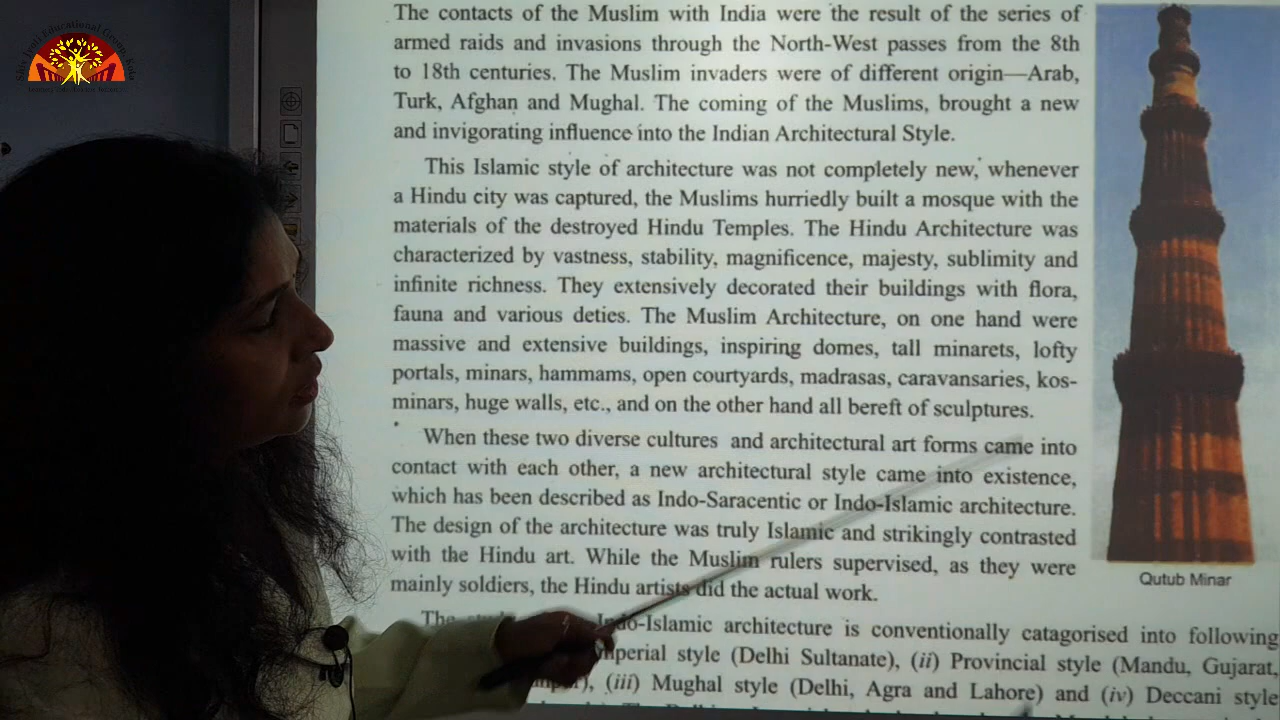 The contacts of the Muslim with India were the result of the series of
armed raids and invasions through the North-West passes from the 8th
to 18th centuries. The Muslim invaders were of different origin—Arab,
Turk, Afghan and Mughal. The coming of the Muslims, brought a new
and invigorating influence into the Indian Architectural Style.
This Islamic style of architecture was not completely new, whenever
a Hindu city was captured, the Muslims hurriedly built a mosque with the
materials of the destroyed Hindu Temples. The Hindu Architecture was
characterized by vastness, stability, magnificence, majesty, sublimity and
infinite richness. They extensively decorated their buildings with flora,
fauna and various deties. The Muslim Architecture, on one hand were
massive and extensive buildings, inspiring domes, tall minarets, lofty
portals, minars, hammams, open courtyards, madrasas, caravansaries, kos-
minars, huge walls, etc., and on the other hand all bereft of sculptures.
When these two diverse cultures and architectural art forms came into
contact with each other, a new architectural style came into existence,
which has been described as Indo-Saracentic or Indo-Islamic architecture.
The design of the architecture was truly Islamic and strikingly contrasted
with the Hindu art. While the Muslim rulers supervised, as they were
mainly soldiers, the Hindu artists did the actual work.
Qutub Minar
The Indo-Islamic architecture is conventionally catagorised into following
style (Delhi Sultanate), (ii) Provincial style (Mandu, Gujarat,
(iii) Mughal style (Delhi, Agra and Lahore) and (iv) Deccani style